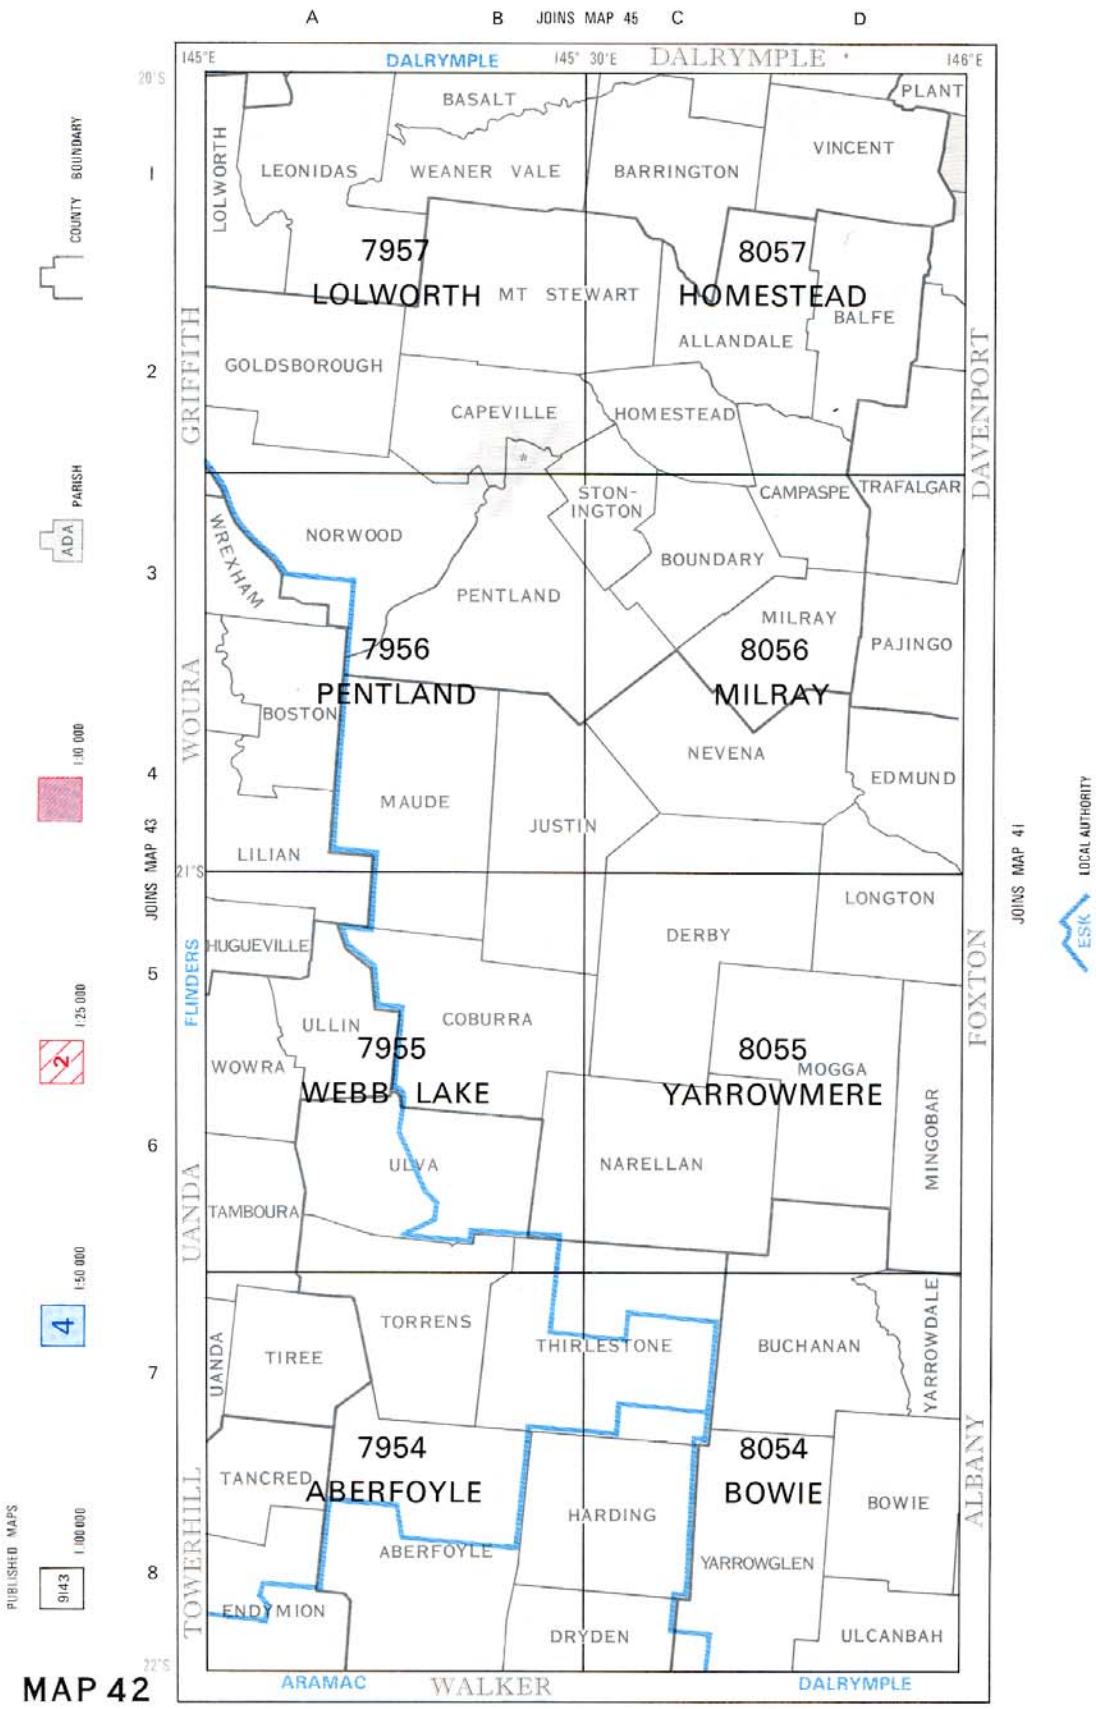 A B JOINS MAP 45 C D
145°E DALRYMPLE 145° 30'E DALRYMPLE 146°E
20°S
PLANT
BASALT
COUNTY BOUNDARY
VINCENT
1 LOLWORTH LEONIDAS WEANER VALE BARRINGTON
7957 8057
LOLWORTH MT STEWART HOMESTEAD
BALFE
ALLANDALE
GRIFFITH
DAVENPORT
2 GOLDSBOROUGH
CAPEVILLE HOMESTEAD
*
ADA PARISH
STON-
INGTON
CAMPASPE TRAFALGAR
WREXHAM NORWOOD
BOUNDARY
3
PENTLAND
MILRAY
PAJINGO
7956 8056
PENTLAND MILRAY
WOURA
BOSTON
NEVENA
1:10 000
4 EDMUND
MAUDE
JUSTIN
JOINS MAP 43
JOINS MAP 41
LILIAN
ESK LOCAL AUTHORITY
21°S
LONGTON
DERBY
HUGUEVILLE
FLINDERS
FOXTON
5
2 1:25 000
ULLIN COBURRA
7955 8055
WOWRA MOGGA
WEBB LAKE YARROWMERE
MINGOBAR
6
ULVA NARELLAN
UANDA
TAMBOURA
4 1:50 000
TORRENS
YARROWDALE
THIRLESTONE BUCHANAN
UANDA TIREE
7
7954 8054
ABERFOYLE BOWIE
TANCRED
ALBANY
BOWIE
HARDING
TOWERHILL
ABERFOYLE
YARROWGLEN
8
PUBLISHED MAPS
9143 1:100 000
ENDYMION
DRYDEN ULCANBAH
22°S
MAP 42 ARAMAC WALKER DALRYMPLE